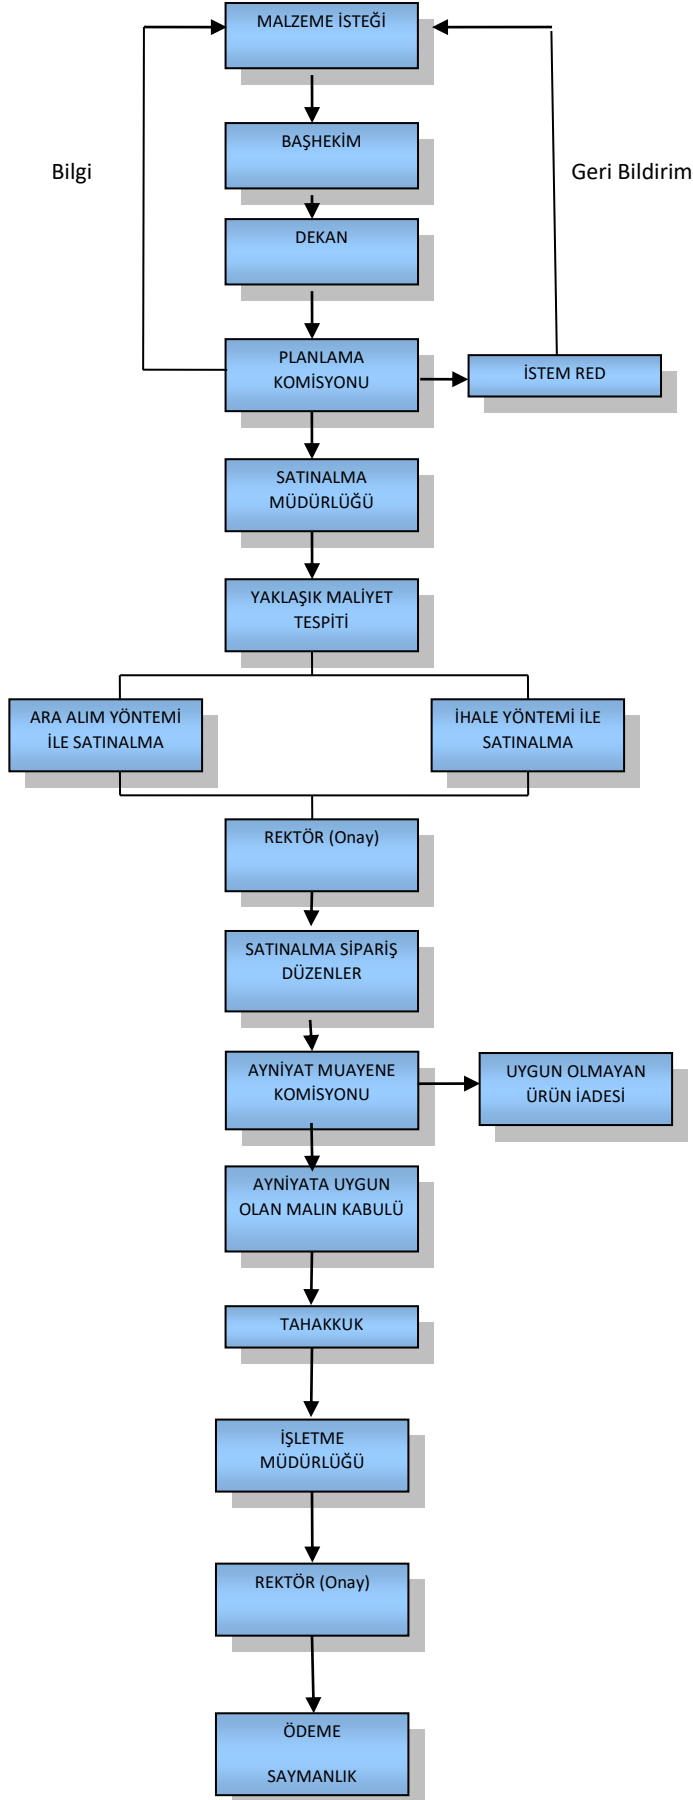 MALZEME İSTEĞİ
BAŞHEKİM
Bilgi
Geri Bildirim
DEKAN
PLANLAMA
KOMİSYONU
İSTEM RED
SATINALMA
MÜDÜRLÜĞÜ
YAKLAŞIK MALİYET
TESPİTİ
ARA ALIM YÖNTEMİ
İLE SATINALMA
İHALE YÖNTEMİ İLE
SATINALMA
REKTÖR (Onay)
SATINALMA SİPARİŞ
DÜZENLER
AYNİYAT MUAYENE
KOMİSYONU
UYGUN OLMAYAN
ÜRÜN İADESİ
AYNİYATA UYGUN
OLAN MALIN KABULÜ
TAHAKKUK
İŞLETME
MÜDÜRLÜĞÜ
REKTÖR (Onay)
ÖDEME
SAYMANLIK